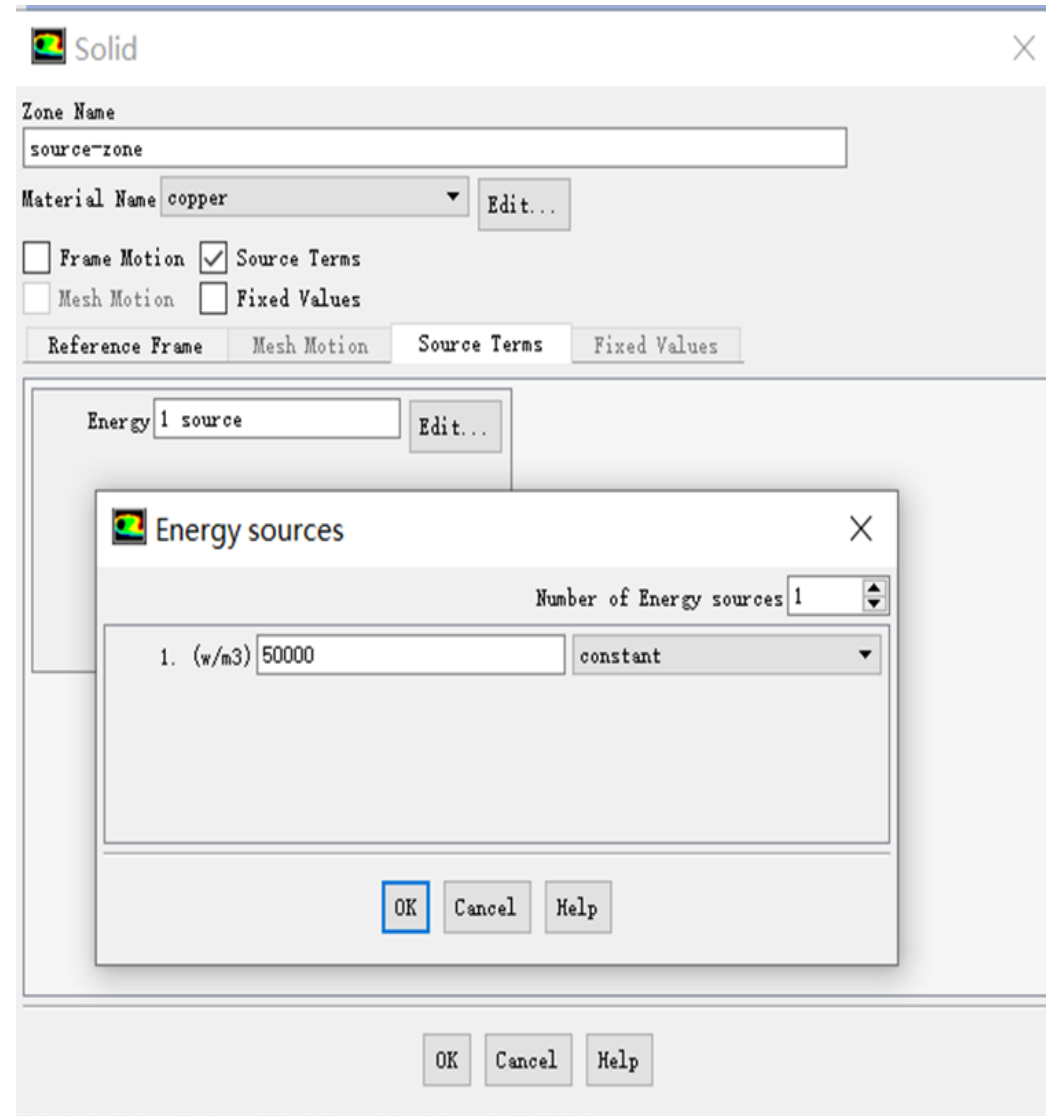 Solid
Zone Name
source-zone
Material Name copper Edit...
Frame Motion Source Terms
Mesh Motion Fixed Values
Reference Frame Mesh Motion Source Terms Fixed Values
Energy 1 source Edit...
Energy sources
Number of Energy sources 1
1. (w/m3) 50000 constant
OK Cancel Help
OK Cancel Help